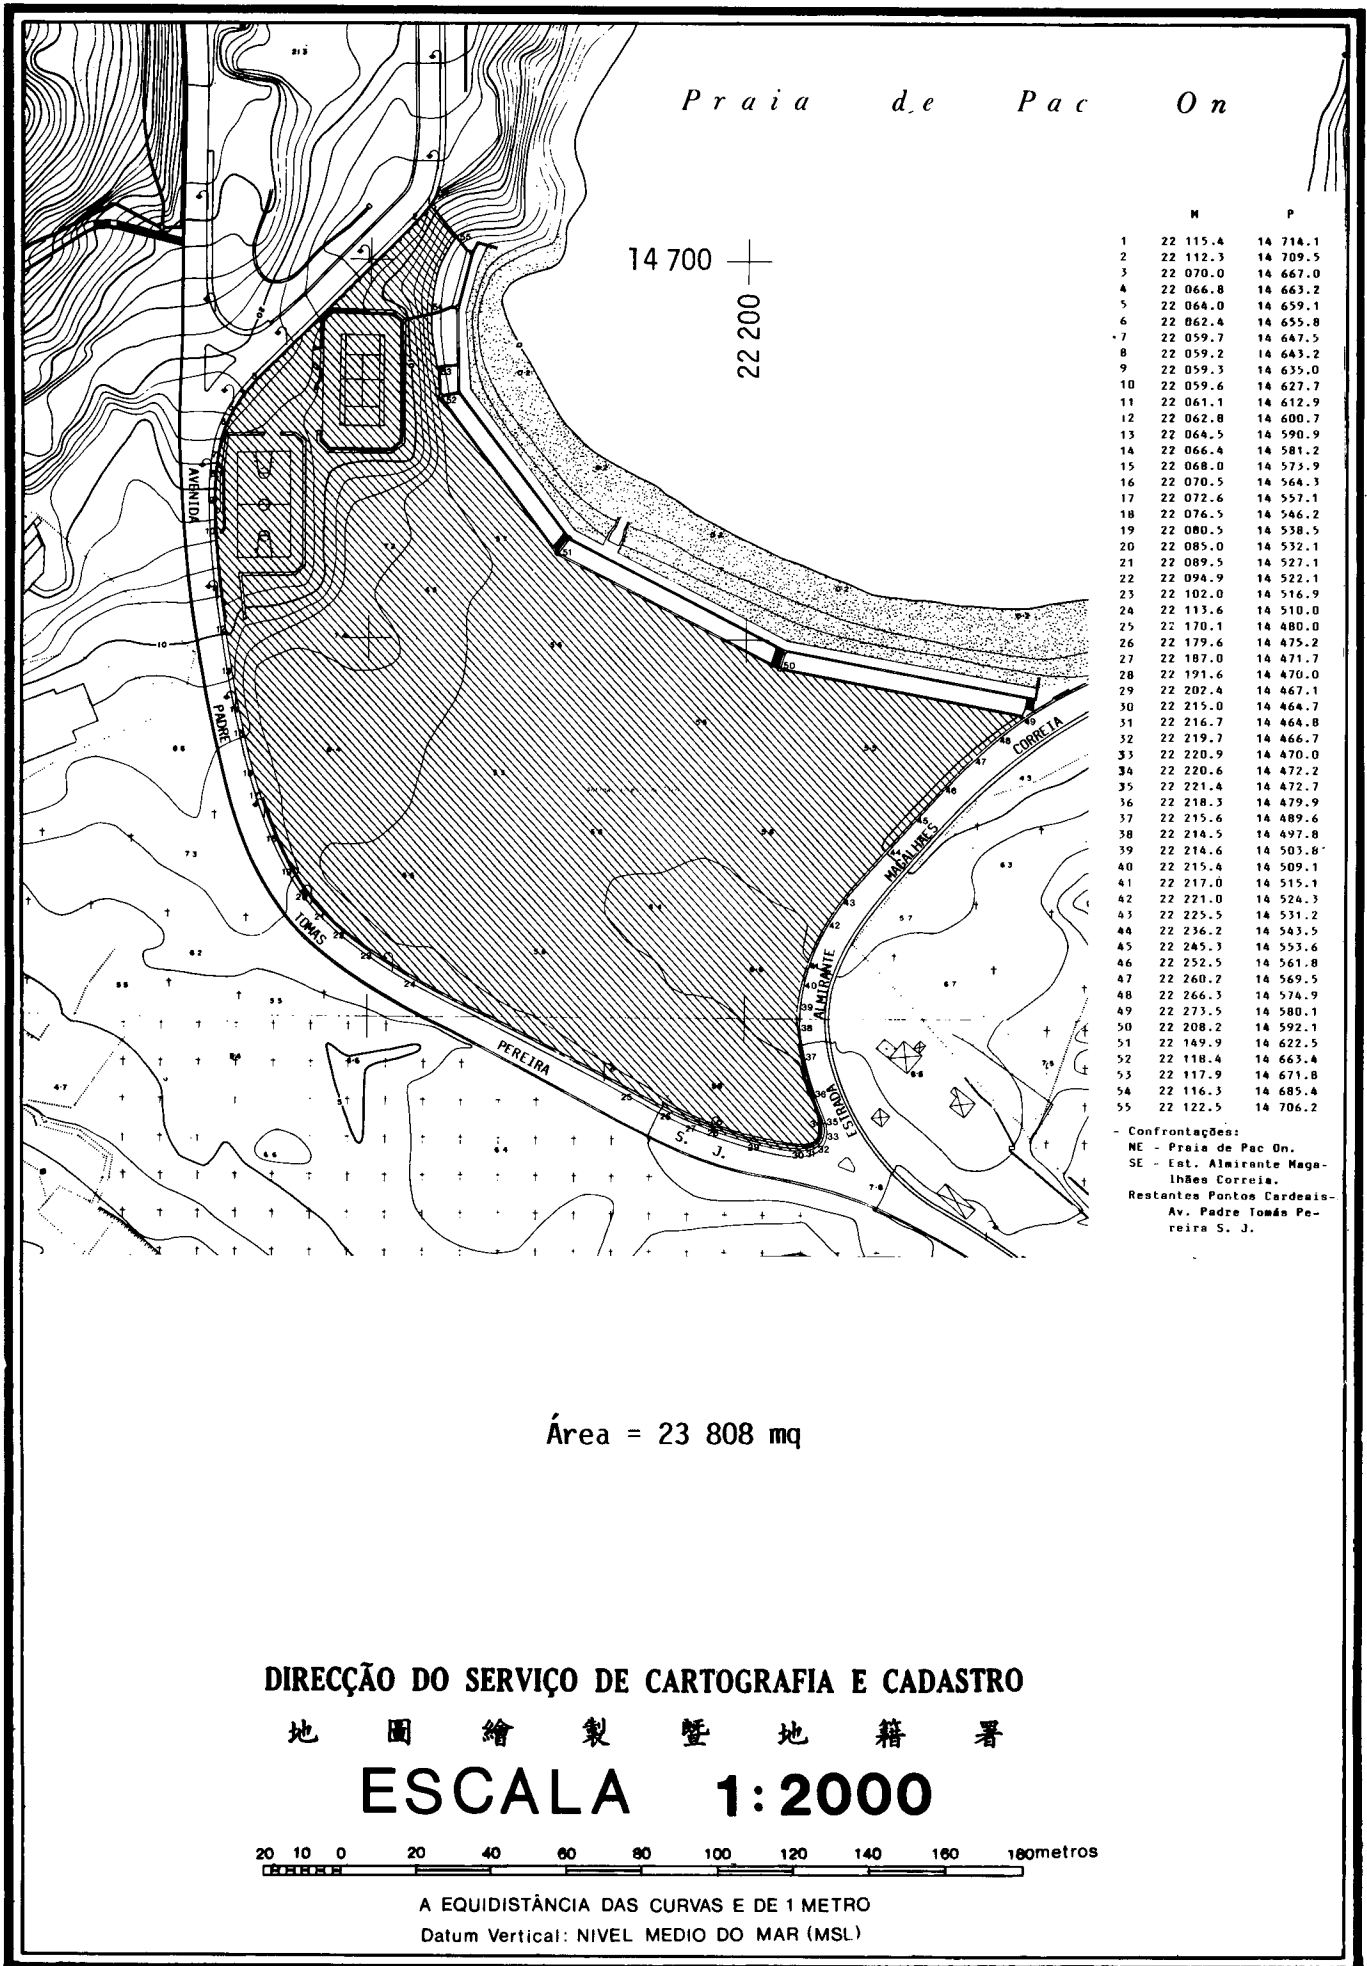 Praia de Pac On
14 700
22 200
M P
1 22 115.4 14 714.1
2 22 112.3 14 709.5
3 22 070.0 14 667.0
4 22 066.8 14 663.2
5 22 064.0 14 659.1
6 22 062.4 14 655.8
7 22 059.7 14 647.5
8 22 059.2 14 643.2
9 22 059.3 14 635.0
10 22 059.6 14 627.7
11 22 061.1 14 612.9
12 22 062.8 14 600.7
13 22 064.5 14 590.9
14 22 066.4 14 581.2
15 22 068.0 14 573.9
16 22 070.5 14 564.3
17 22 072.6 14 557.1
18 22 076.5 14 546.2
19 22 080.5 14 538.5
20 22 085.0 14 532.1
21 22 089.5 14 527.1
22 22 094.9 14 522.1
23 22 102.0 14 516.9
24 22 113.6 14 510.0
25 22 170.1 14 480.0
26 22 179.6 14 475.2
27 22 187.0 14 471.7
28 22 191.6 14 470.0
29 22 202.4 14 467.1
30 22 215.0 14 464.7
31 22 216.7 14 464.8
32 22 219.7 14 466.7
33 22 220.9 14 470.0
34 22 220.6 14 472.2
35 22 221.4 14 472.7
36 22 218.3 14 479.9
37 22 215.6 14 489.6
38 22 214.5 14 497.8
39 22 214.6 14 503.8
40 22 215.4 14 509.1
41 22 217.0 14 515.1
42 22 221.0 14 524.3
43 22 225.5 14 531.2
44 22 236.2 14 543.5
45 22 245.3 14 553.6
46 22 252.5 14 561.8
47 22 260.2 14 569.5
48 22 266.3 14 574.9
49 22 273.5 14 580.1
50 22 208.2 14 592.1
51 22 149.9 14 622.5
52 22 118.4 14 663.4
53 22 117.9 14 671.8
54 22 116.3 14 685.4
55 22 122.5 14 706.2
- Confrontações:
NE - Praia de Pac On.
SE - Est. Almirante Maga-
lhães Correia.
Restantes Pontos Cardeais-
Av. Padre Tomás Pe-
reira S. J.
AVENIDA
PADRE
TOMAS
PEREIRA
S. J.
ESTRADA
ALMIRANTE
MAGALHÃES
CORREIA
Área = 23 808 mq
DIRECÇÃO DO SERVIÇO DE CARTOGRAFIA E CADASTRO
地圖繪製暨地籍署
ESCALA 1:2000
20 10 0 20 40 60 80 100 120 140 160 180metros
A EQUIDISTÂNCIA DAS CURVAS E DE 1 METRO
Datum Vertical: NIVEL MEDIO DO MAR (MSL)